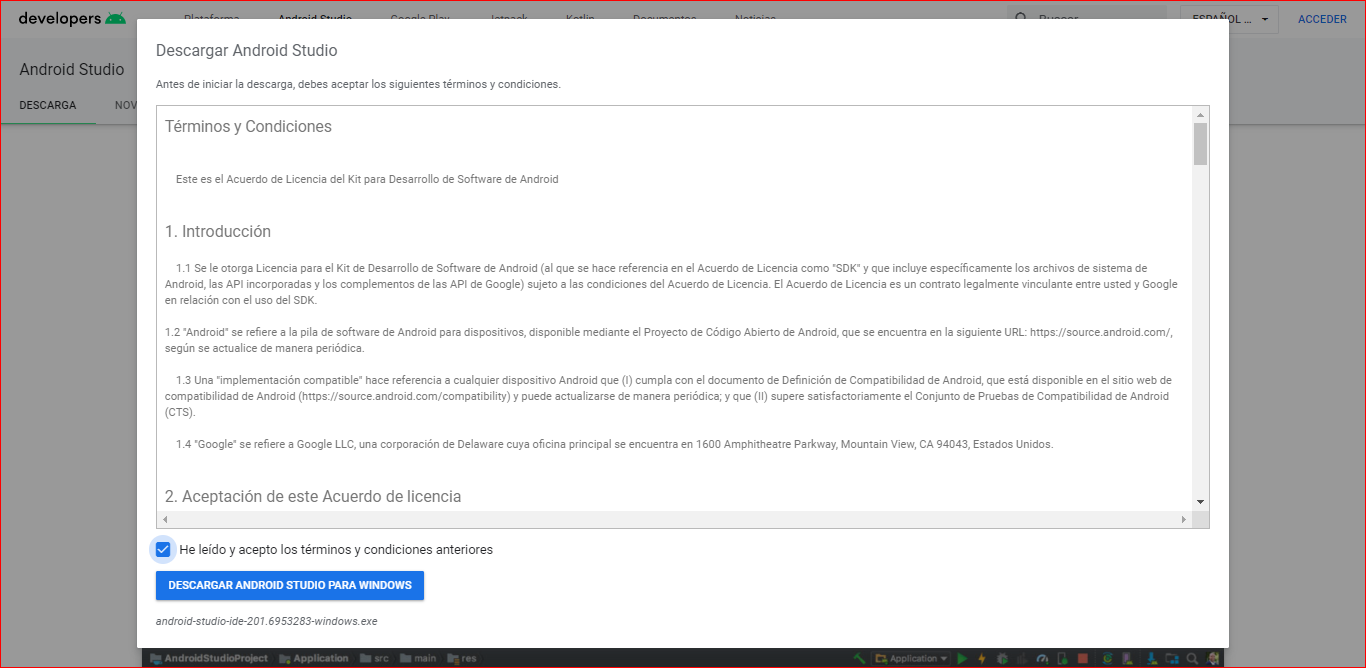 developers
Plataforma Android Studio Google Play Jetpack Kotlin Documentos Noticias Buscar ESPAÑOL ... ACCEDER
Android Studio
DESCARGA NOV
Descargar Android Studio
Antes de iniciar la descarga, debes aceptar los siguientes términos y condiciones.
Términos y Condiciones
Este es el Acuerdo de Licencia del Kit para Desarrollo de Software de Android
1. Introducción
1.1 Se le otorga Licencia para el Kit de Desarrollo de Software de Android (al que se hace referencia en el Acuerdo de Licencia como "SDK" y que incluye específicamente los archivos de sistema de
Android, las API incorporadas y los complementos de las API de Google) sujeto a las condiciones del Acuerdo de Licencia. El Acuerdo de Licencia es un contrato legalmente vinculante entre usted y Google
en relación con el uso del SDK.
1.2 "Android" se refiere a la pila de software de Android para dispositivos, disponible mediante el Proyecto de Código Abierto de Android, que se encuentra en la siguiente URL: https://source.android.com/,
según se actualice de manera periódica.
1.3 Una "implementación compatible" hace referencia a cualquier dispositivo Android que (I) cumpla con el documento de Definición de Compatibilidad de Android, que está disponible en el sitio web de
compatibilidad de Android (https://source.android.com/compatibility) y puede actualizarse de manera periódica; y que (II) supere satisfactoriamente el Conjunto de Pruebas de Compatibilidad de Android
(CTS).
1.4 "Google" se refiere a Google LLC, una corporación de Delaware cuya oficina principal se encuentra en 1600 Amphitheatre Parkway, Mountain View, CA 94043, Estados Unidos.
2. Aceptación de este Acuerdo de licencia
He leído y acepto los términos y condiciones anteriores
DESCARGAR ANDROID STUDIO PARA WINDOWS
android-studio-ide-201.6953283-windows.exe
AndroidStudioProject Application src main res Application